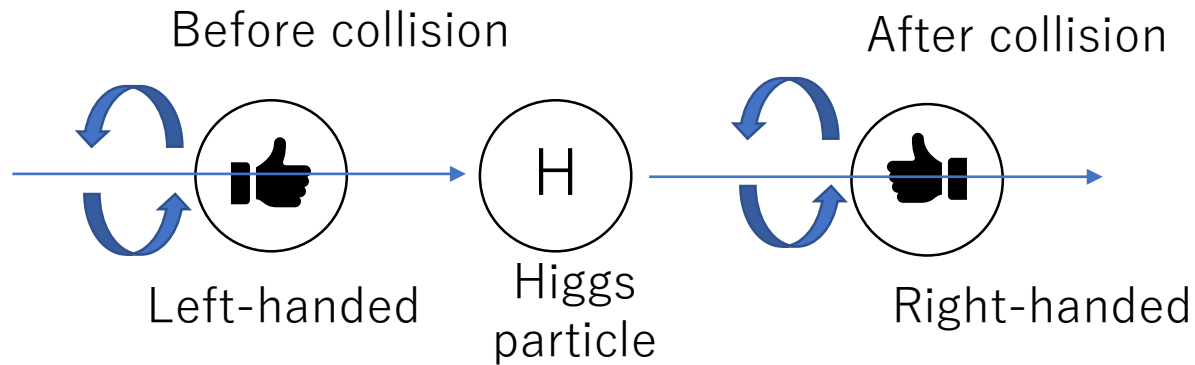 Before collision
After collision
H
Left-handed
Higgs
particle
Right-handed